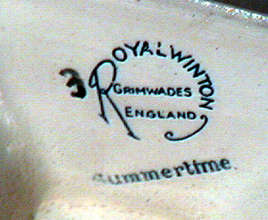 ROYAL WINTON
3
GRIMWADES
ENGLAND
Summertime.